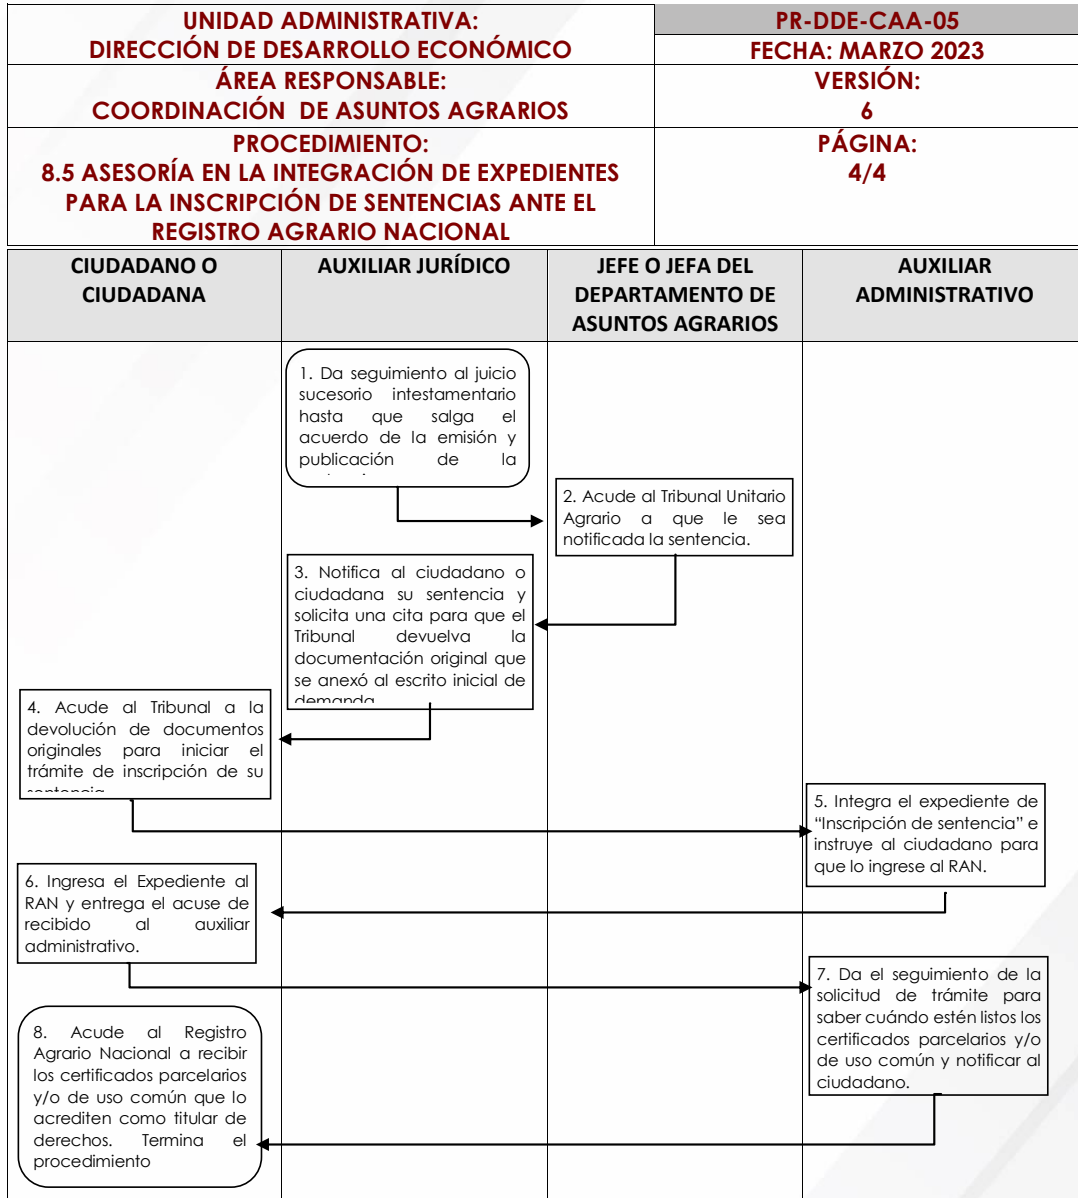 UNIDAD ADMINISTRATIVA:
DIRECCIÓN DE DESARROLLO ECONÓMICO
PR-DDE-CAA-05
FECHA: MARZO 2023
ÁREA RESPONSABLE:
COORDINACIÓN DE ASUNTOS AGRARIOS
VERSIÓN:
6
PROCEDIMIENTO:
8.5 ASESORÍA EN LA INTEGRACIÓN DE EXPEDIENTES
PARA LA INSCRIPCIÓN DE SENTENCIAS ANTE EL
REGISTRO AGRARIO NACIONAL
PÁGINA:
4/4
CIUDADANO O
CIUDADANA
AUXILIAR JURÍDICO
JEFE O JEFA DEL
DEPARTAMENTO DE
ASUNTOS AGRARIOS
AUXILIAR
ADMINISTRATIVO
1. Da seguimiento al juicio
sucesorio intestamentario
hasta que salga el
acuerdo de la emisión y
publicación de la
2. Acude al Tribunal Unitario
Agrario a que le sea
notificada la sentencia.
3. Notifica al ciudadano o
ciudadana su sentencia y
solicita una cita para que el
Tribunal devuelva la
documentación original que
se anexó al escrito inicial de
demanda
4. Acude al Tribunal a la
devolución de documentos
originales para iniciar el
trámite de inscripción de su
5. Integra el expediente de
“Inscripción de sentencia” e
instruye al ciudadano para
que lo ingrese al RAN.
6. Ingresa el Expediente al
RAN y entrega el acuse de
recibido al auxiliar
administrativo.
7. Da el seguimiento de la
solicitud de trámite para
saber cuándo estén listos los
certificados parcelarios y/o
de uso común y notificar al
ciudadano.
8. Acude al Registro
Agrario Nacional a recibir
los certificados parcelarios
y/o de uso común que lo
acrediten como titular de
derechos. Termina el
procedimiento